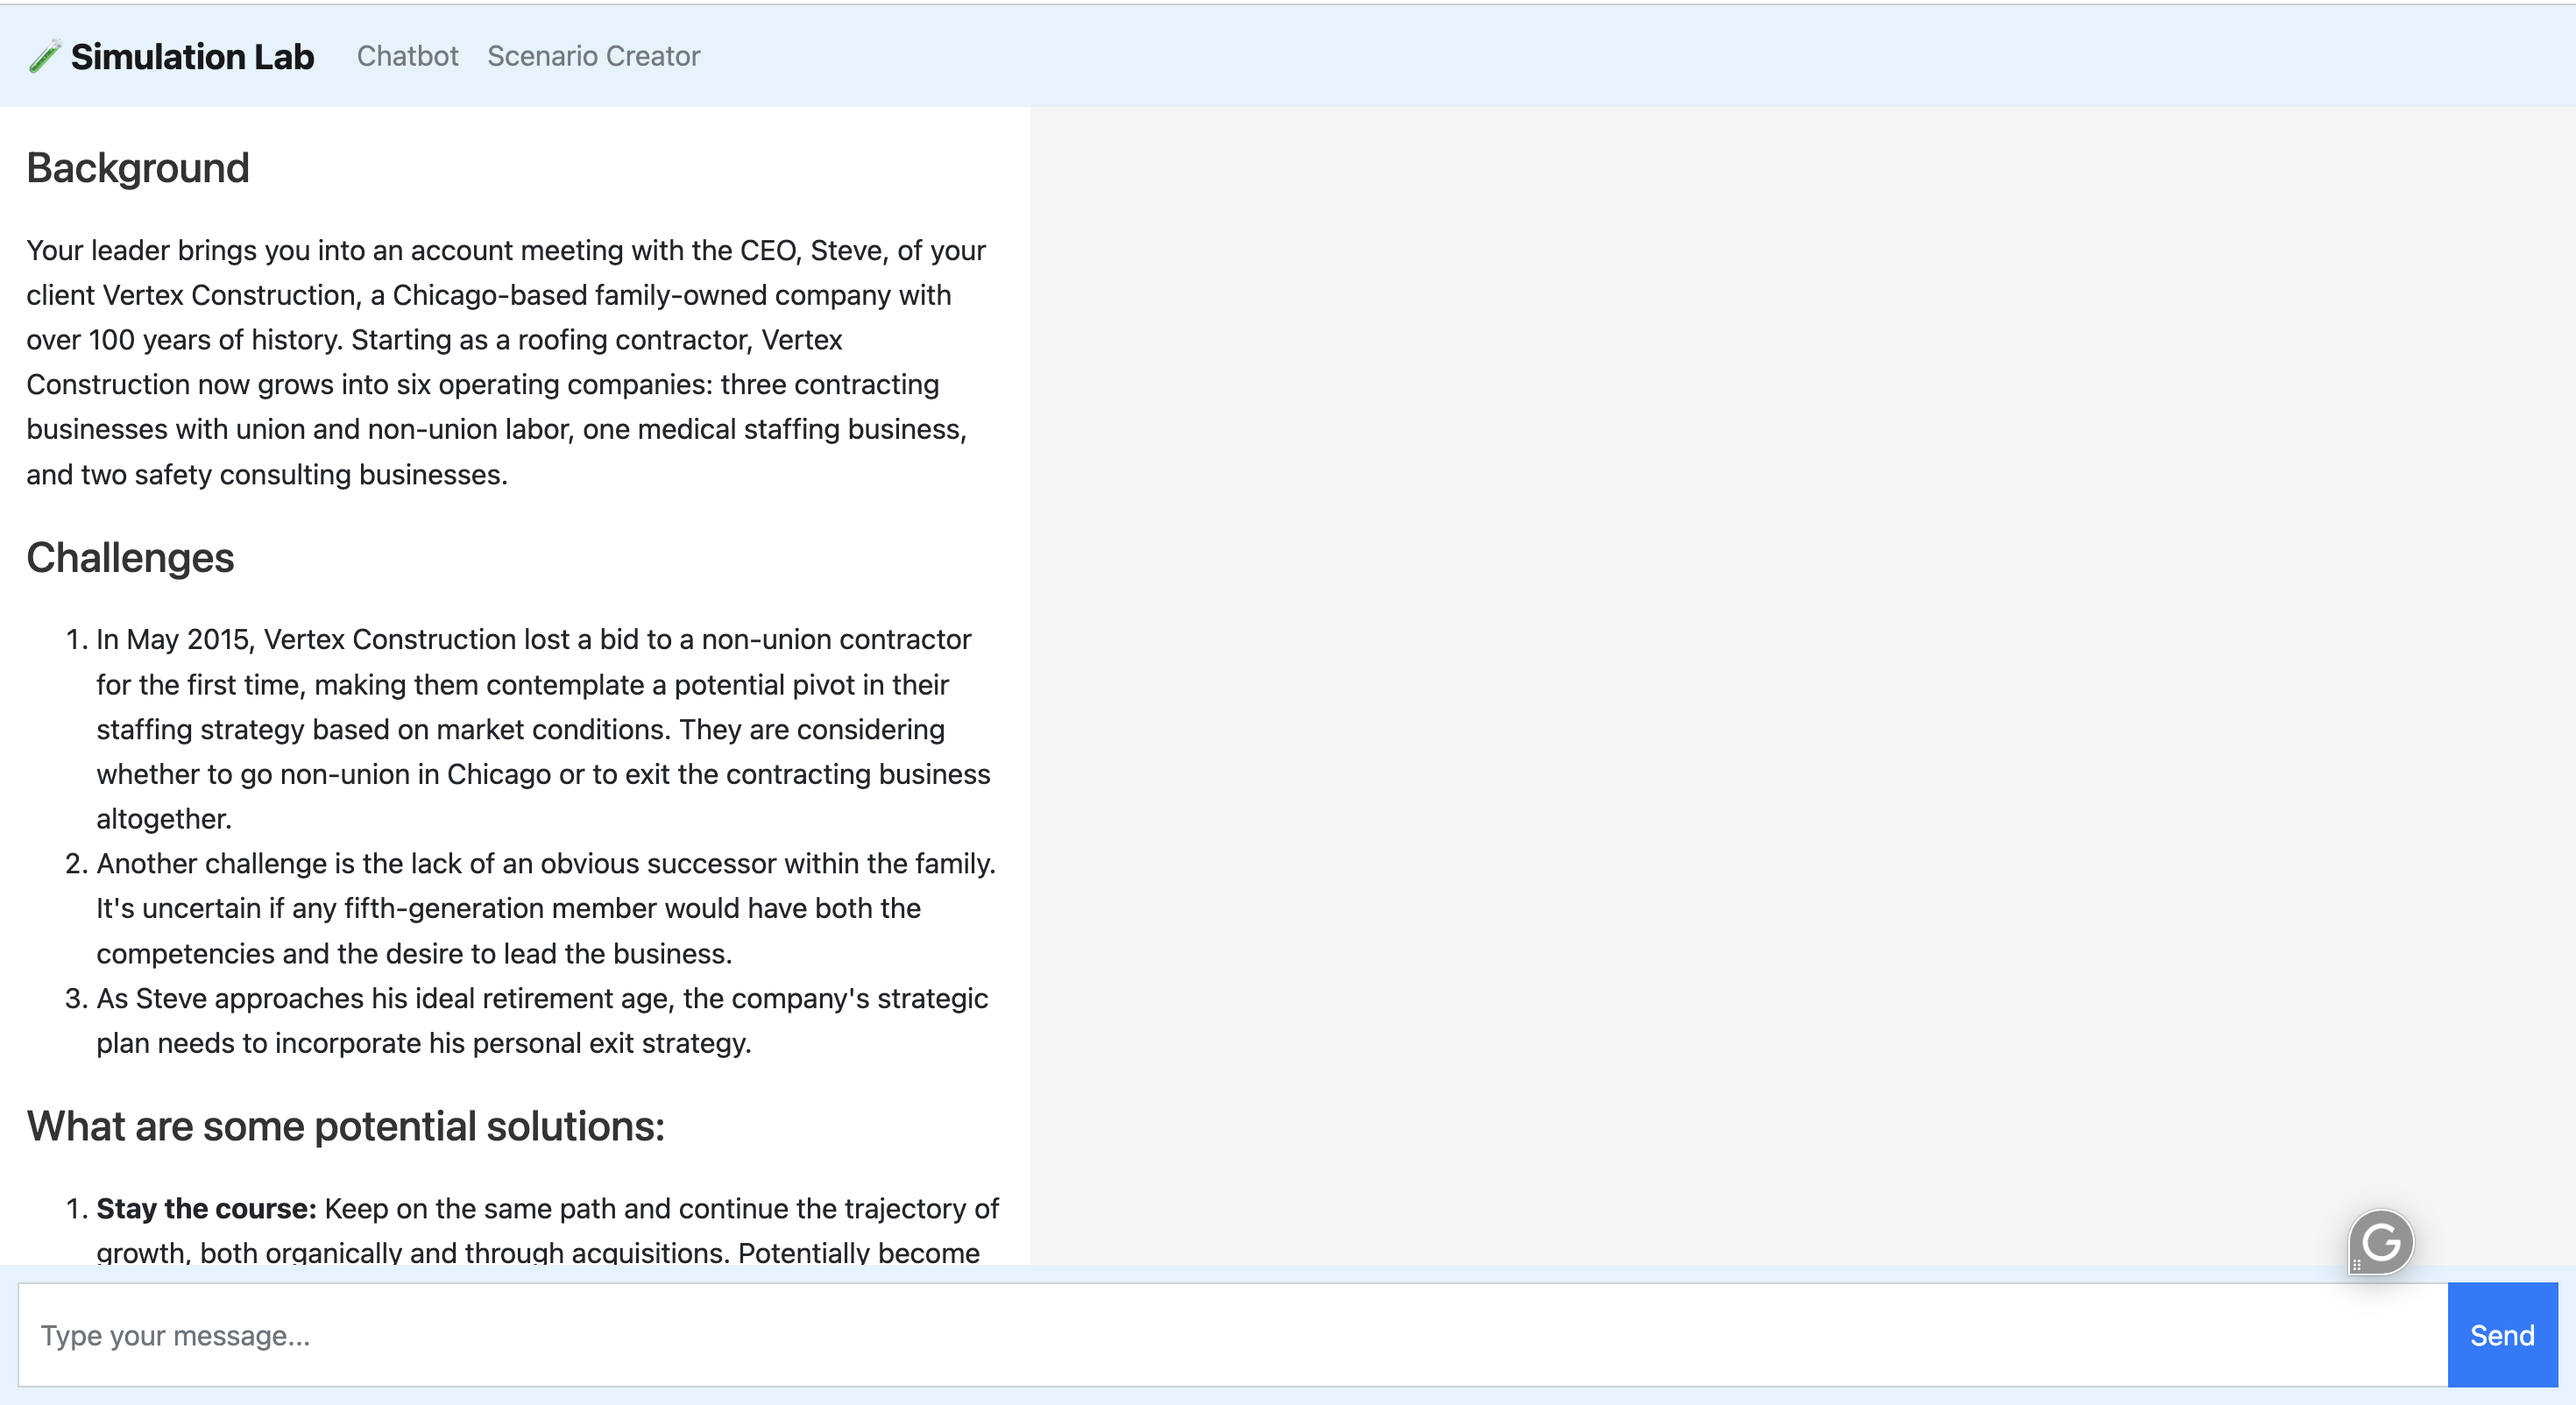 Simulation Lab Chatbot Scenario Creator
Background
Your leader brings you into an account meeting with the CEO, Steve, of your
client Vertex Construction, a Chicago-based family-owned company with
over 100 years of history. Starting as a roofing contractor, Vertex
Construction now grows into six operating companies: three contracting
businesses with union and non-union labor, one medical staffing business,
and two safety consulting businesses.
Challenges
1. In May 2015, Vertex Construction lost a bid to a non-union contractor
for the first time, making them contemplate a potential pivot in their
staffing strategy based on market conditions. They are considering
whether to go non-union in Chicago or to exit the contracting business
altogether.
2. Another challenge is the lack of an obvious successor within the family.
It's uncertain if any fifth-generation member would have both the
competencies and the desire to lead the business.
3. As Steve approaches his ideal retirement age, the company's strategic
plan needs to incorporate his personal exit strategy.
What are some potential solutions:
1. Stay the course: Keep on the same path and continue the trajectory of
growth, both organically and through acquisitions. Potentially become
G
Type your message...
Send